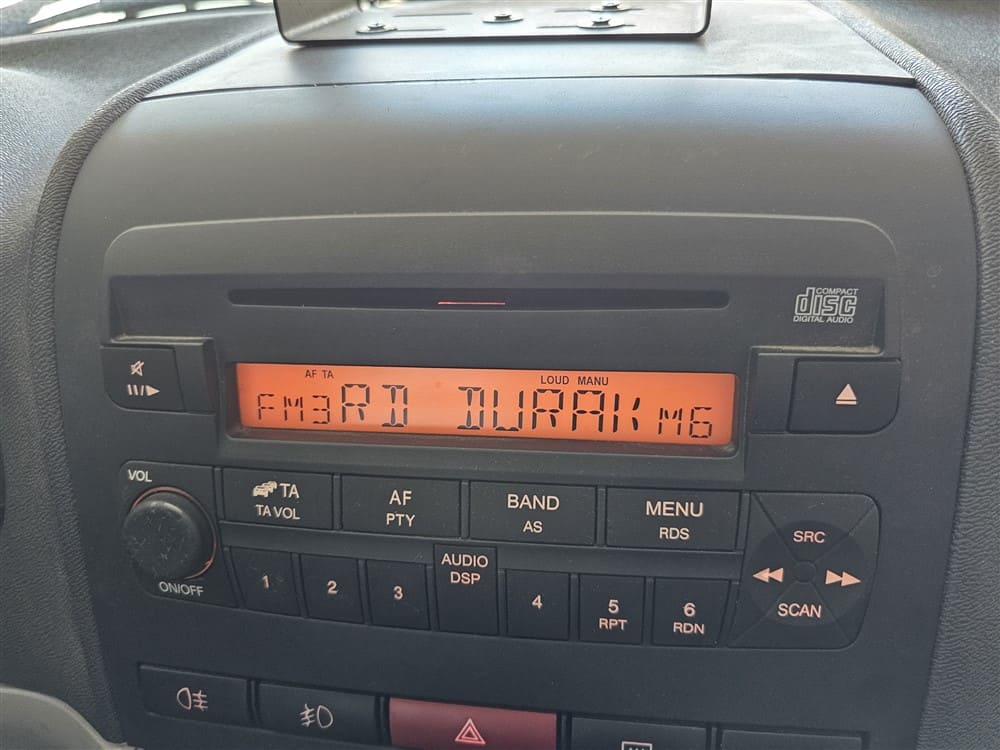 COMPACT
disc
DIGITAL AUDIO
AF TA LOUD MANU
FM3 RD DURAK M6
VOL
ON/OFF
TA
TA VOL
AF
PTY
BAND
AS
MENU
RDS
1
2
3
AUDIO
DSP
4
5
RPT
6
RDN
SRC
SCAN